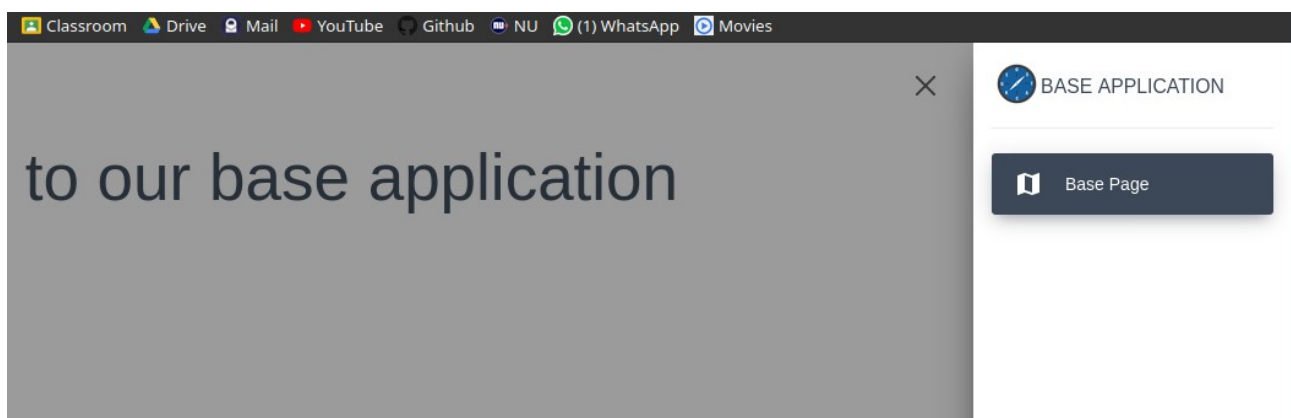 Classroom Drive Mail YouTube Github NU (1) WhatsApp Movies
BASE APPLICATION
to our base application
Base Page